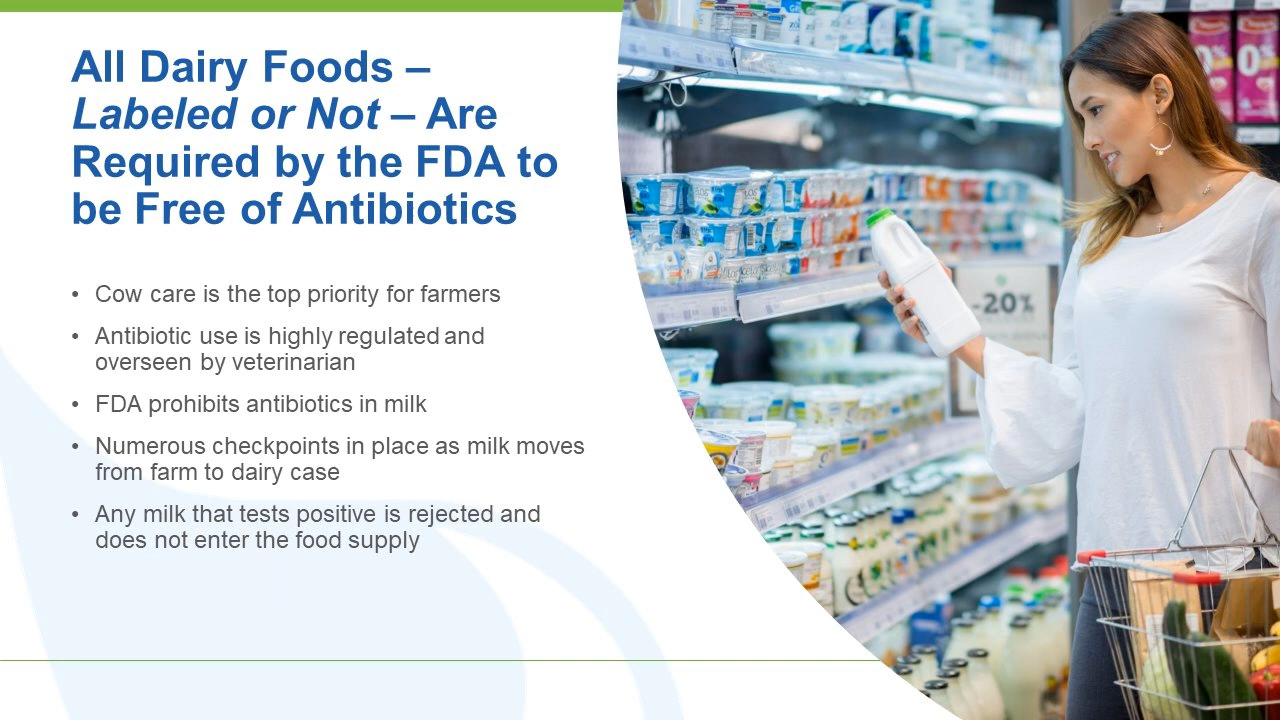 All Dairy Foods –
Labeled or Not – Are
Required by the FDA to
be Free of Antibiotics
• Cow care is the top priority for farmers
• Antibiotic use is highly regulated and
overseen by veterinarian
• FDA prohibits antibiotics in milk
• Numerous checkpoints in place as milk moves
from farm to dairy case
• Any milk that tests positive is rejected and
does not enter the food supply
-20%
0%
0%